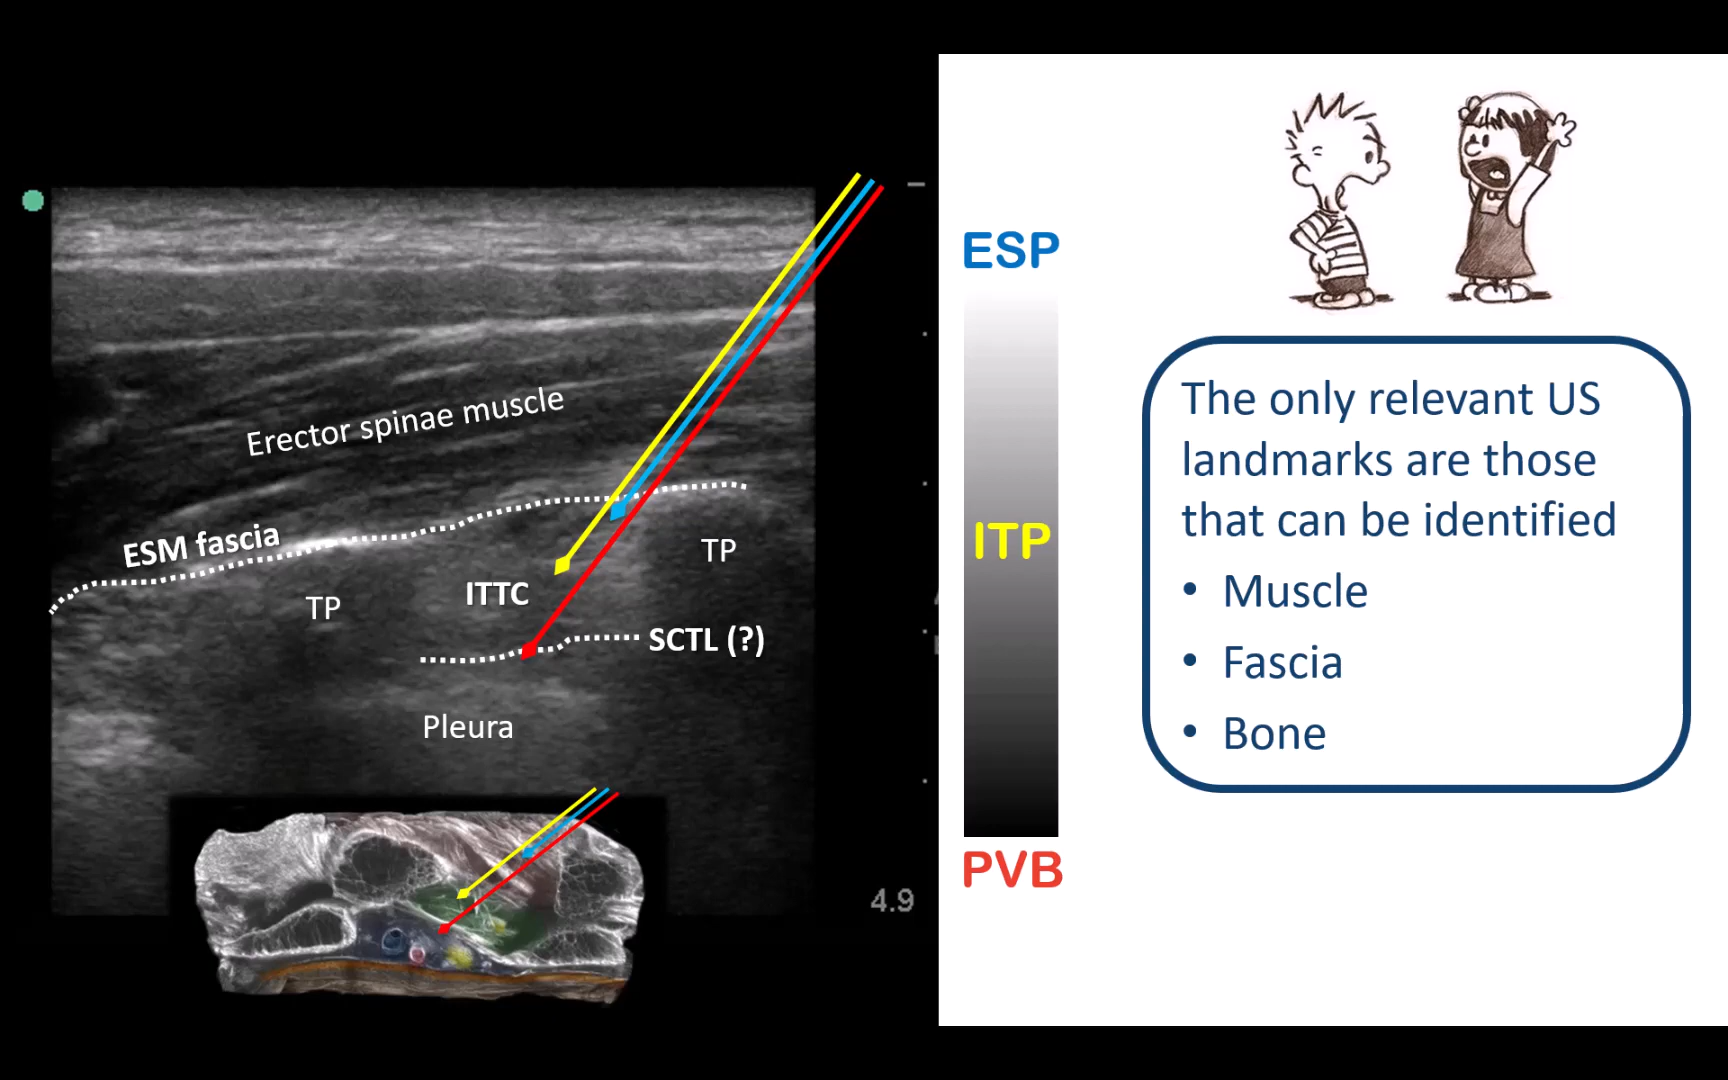 Erector spinae muscle
ESM fascia
TP
TP
ITTC
SCTL (?)
Pleura
4.9
ESP
ITP
PVB
The only relevant US
landmarks are those
that can be identified
• Muscle
• Fascia
• Bone